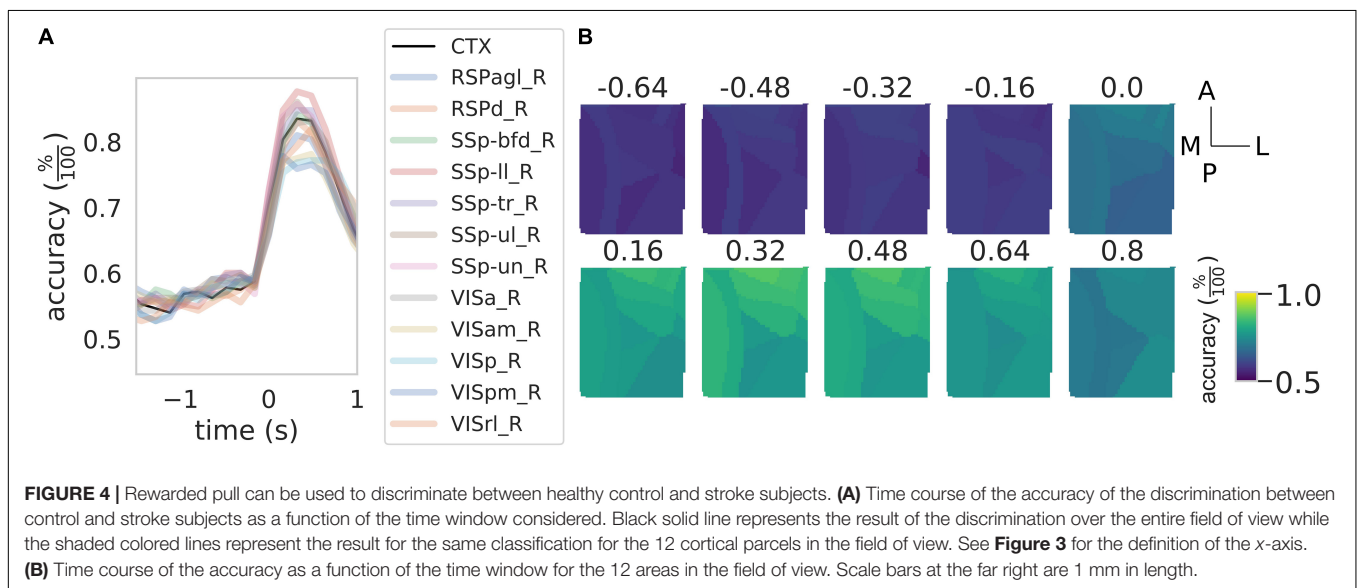 A
accuracy (%/100)
0.8
0.7
0.6
0.5
−1 0 1
time (s)
CTX
RSPagl_R
RSPd_R
SSp-bfd_R
SSp-ll_R
SSp-tr_R
SSp-ul_R
SSp-un_R
VISa_R
VISam_R
VISp_R
VISpm_R
VISrl_R
B
-0.64 -0.48 -0.32 -0.16 0.0
0.16 0.32 0.48 0.64 0.8
A
M L
P
accuracy (%/100)
1.0
0.5
FIGURE 4 | Rewarded pull can be used to discriminate between healthy control and stroke subjects. (A) Time course of the accuracy of the discrimination between
control and stroke subjects as a function of the time window considered. Black solid line represents the result of the discrimination over the entire field of view while
the shaded colored lines represent the result for the same classification for the 12 cortical parcels in the field of view. See Figure 3 for the definition of the x-axis.
(B) Time course of the accuracy as a function of the time window for the 12 areas in the field of view. Scale bars at the far right are 1 mm in length.